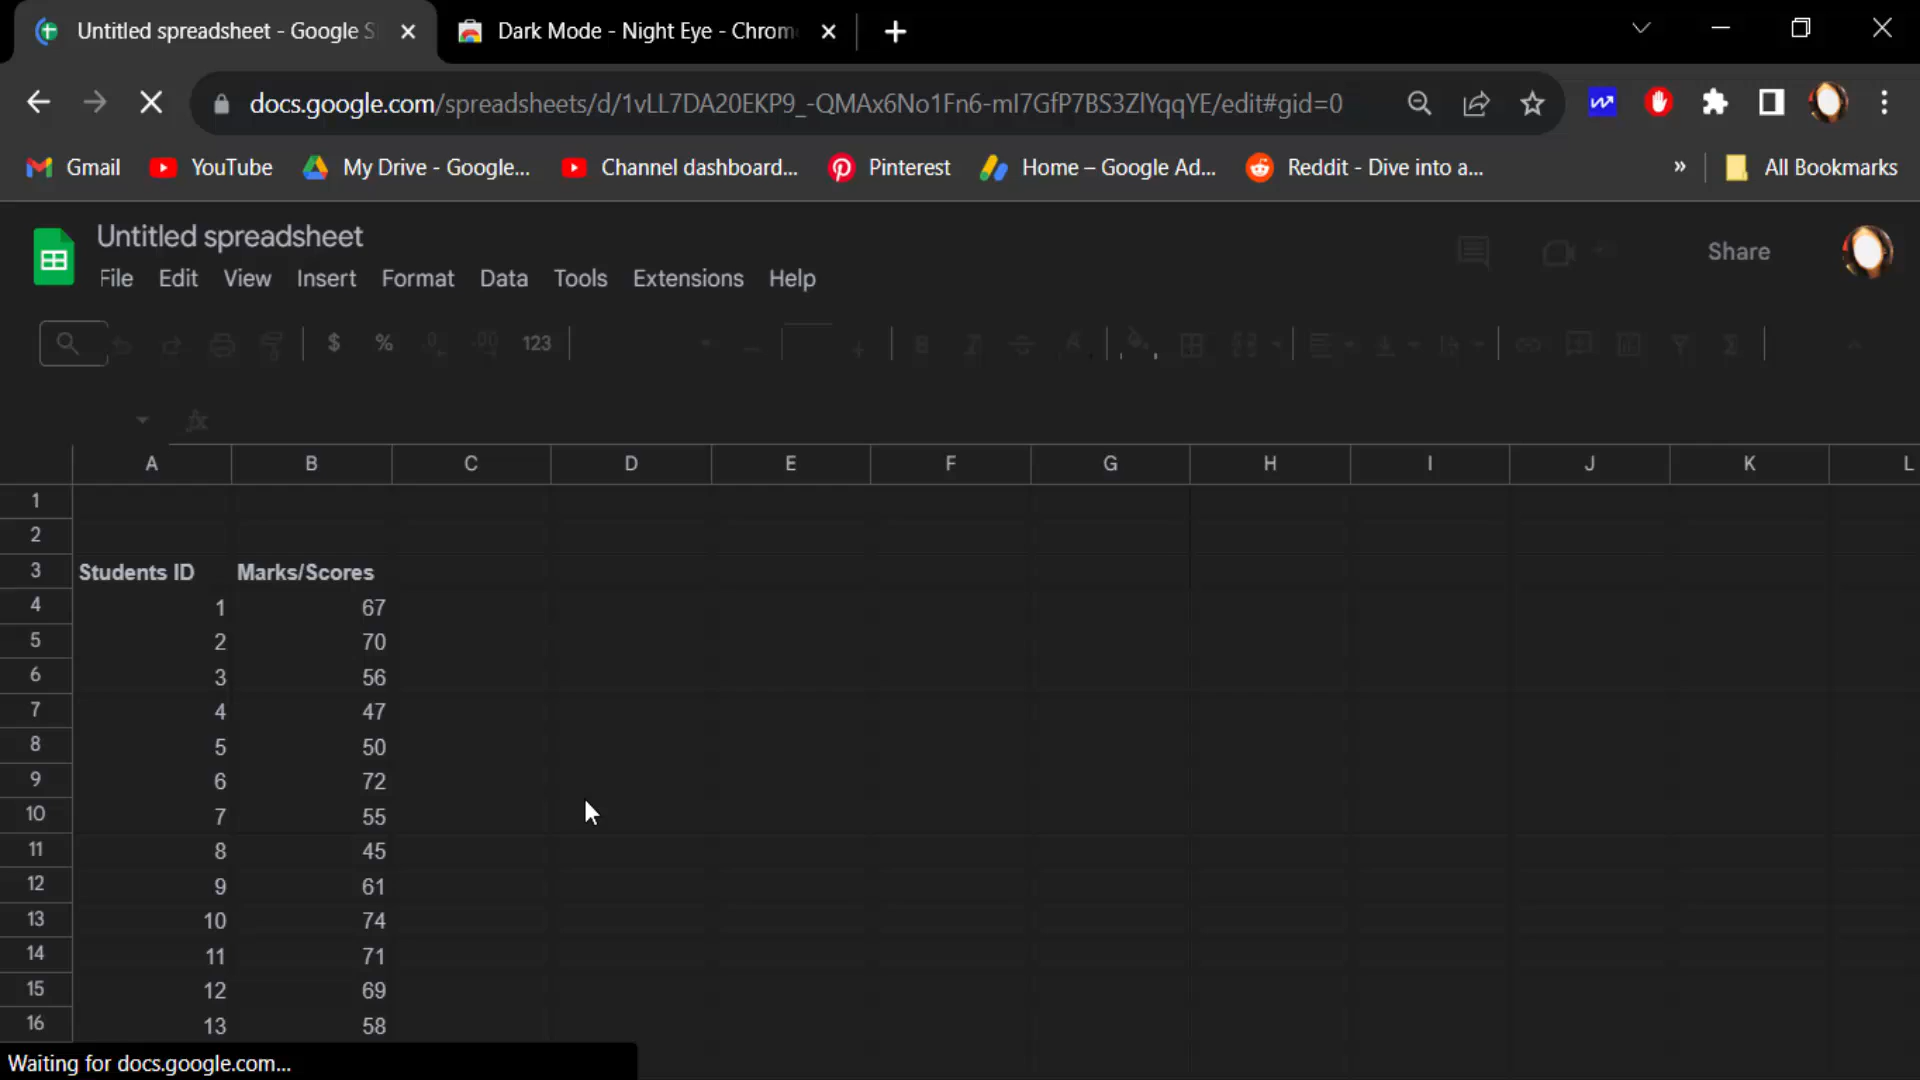 Untitled spreadsheet - Google S
Dark Mode - Night Eye - Chrom
docs.google.com/spreadsheets/d/1vLL7DA20EKP9_-QMAx6No1Fn6-mI7GfP7BS3ZlYqqYE/edit#gid=0
Gmail YouTube My Drive - Google... Channel dashboard... Pinterest Home – Google Ad... Reddit - Dive into a... » All Bookmarks
Untitled spreadsheet
Share
File Edit View Insert Format Data Tools Extensions Help
$ % .0 .00 123 B I A Σ
fx
A B C D E F G H I J K L
1
2
3 Students ID Marks/Scores
4 1 67
5 2 70
6 3 56
7 4 47
8 5 50
9 6 72
10 7 55
11 8 45
12 9 61
13 10 74
14 11 71
15 12 69
16 13 58
Waiting for docs.google.com...